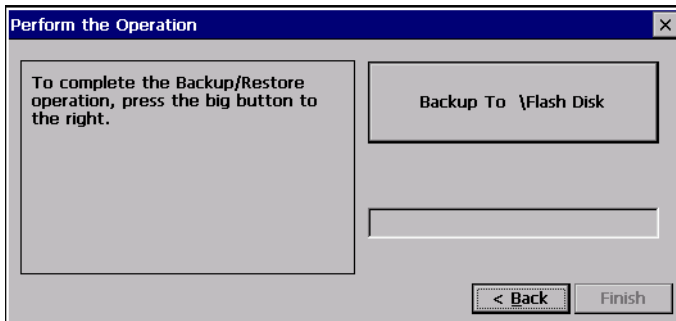 Perform the Operation
To complete the Backup/Restore
operation, press the big button to
the right.
Backup To \Flash Disk
< Back
Finish